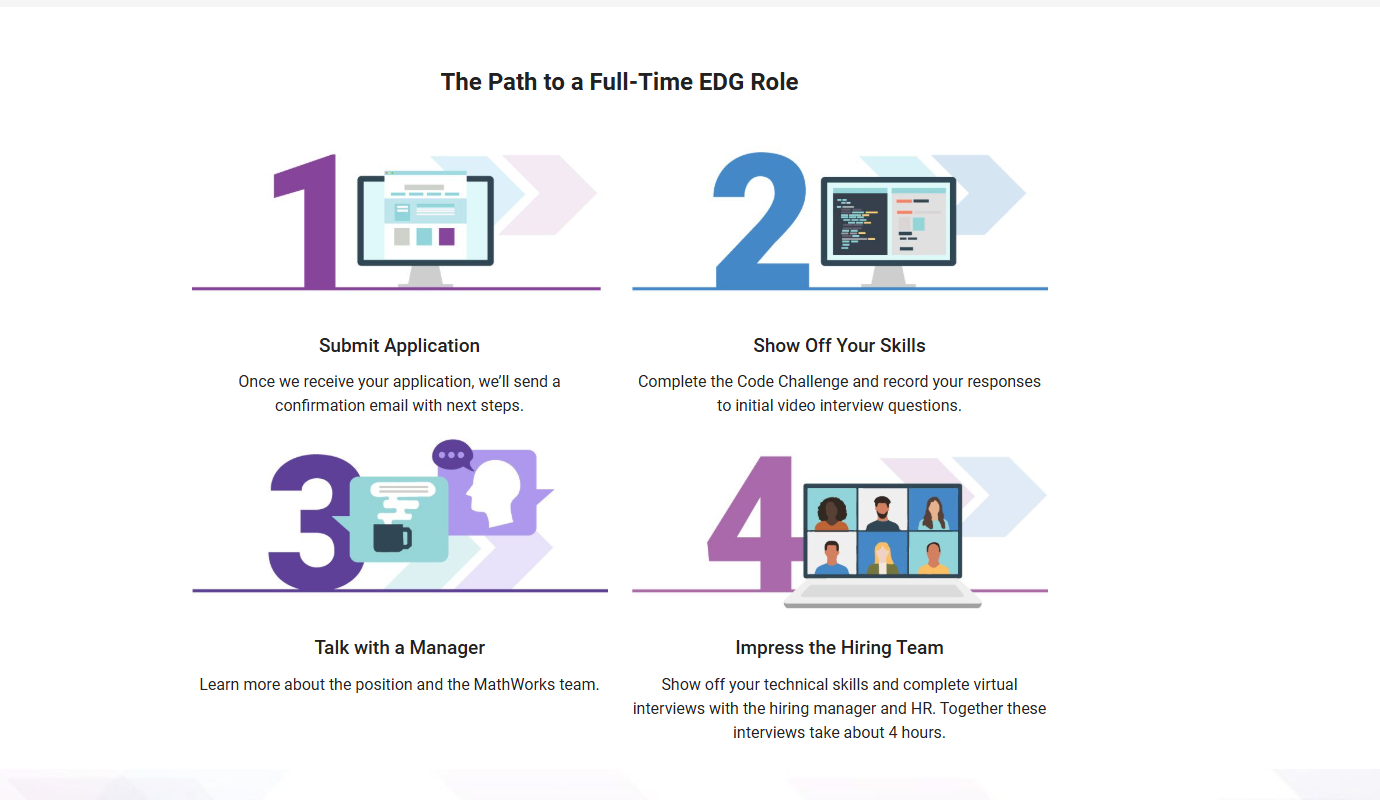 The Path to a Full-Time EDG Role
1
2
Submit Application
Once we receive your application, we’ll send a
confirmation email with next steps.
Show Off Your Skills
Complete the Code Challenge and record your responses
to initial video interview questions.
3
4
Talk with a Manager
Learn more about the position and the MathWorks team.
Impress the Hiring Team
Show off your technical skills and complete virtual
interviews with the hiring manager and HR. Together these
interviews take about 4 hours.